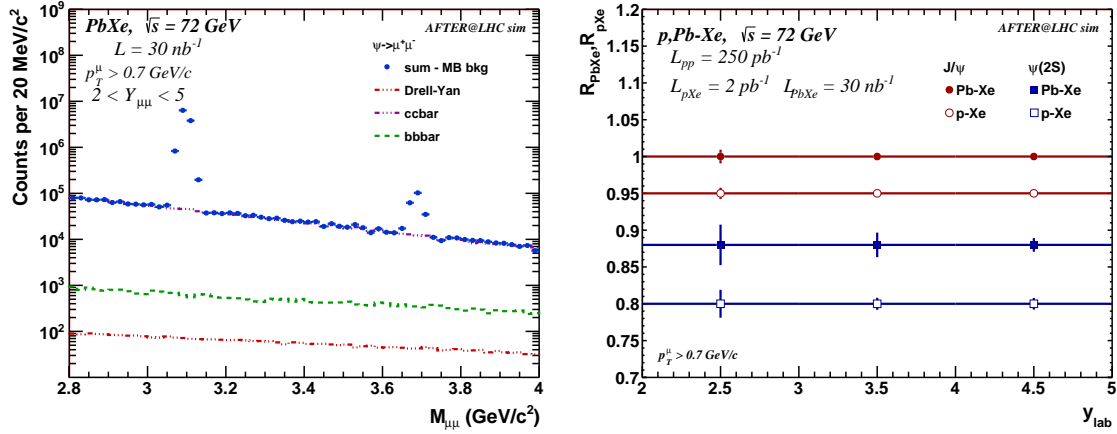 PbXe, √s = 72 GeV
AFTER@LHC sim
L = 30 nb⁻¹
p_T^μ > 0.7 GeV/c
2 < Y_μμ < 5
ψ->μ⁺μ⁻
sum - MB bkg
Drell-Yan
ccbar
bbbar
Counts per 20 MeV/c²
10⁹
10⁸
10⁷
10⁶
10⁵
10⁴
10³
10²
2.8 3 3.2 3.4 3.6 3.8 4
M_μμ (GeV/c²)
p,Pb-Xe, √s = 72 GeV
AFTER@LHC sim
L_pp = 250 pb⁻¹
L_pXe = 2 pb⁻¹ L_PbXe = 30 nb⁻¹
J/ψ ψ(2S)
Pb-Xe Pb-Xe
p-Xe p-Xe
p_T^μ > 0.7 GeV/c
R_PbXe, R_pXe
1.2
1.15
1.1
1.05
1
0.95
0.9
0.85
0.8
0.75
0.7
2 2.5 3 3.5 4 4.5 5
y_lab